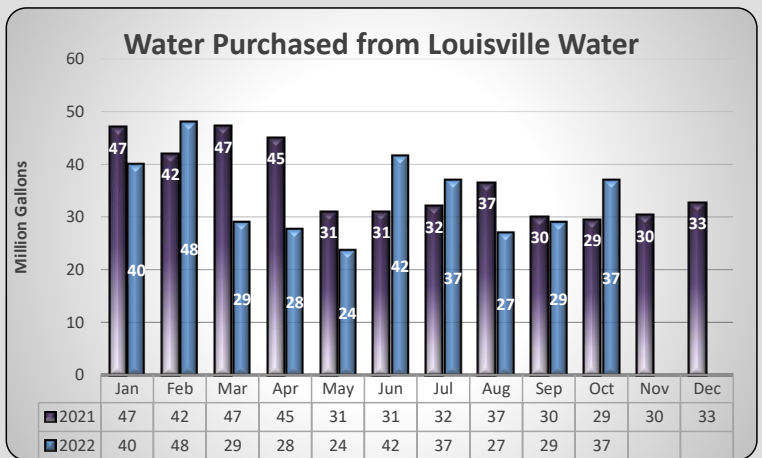 Water Purchased from Louisville Water
Million Gallons
60
50
40
30
20
10
0
47 42 47 45 31 31 32 37 30 29 30 33
40 48 29 28 24 42 37 27 29 37
Jan Feb Mar Apr May Jun Jul Aug Sep Oct Nov Dec
2021 47 42 47 45 31 31 32 37 30 29 30 33
2022 40 48 29 28 24 42 37 27 29 37